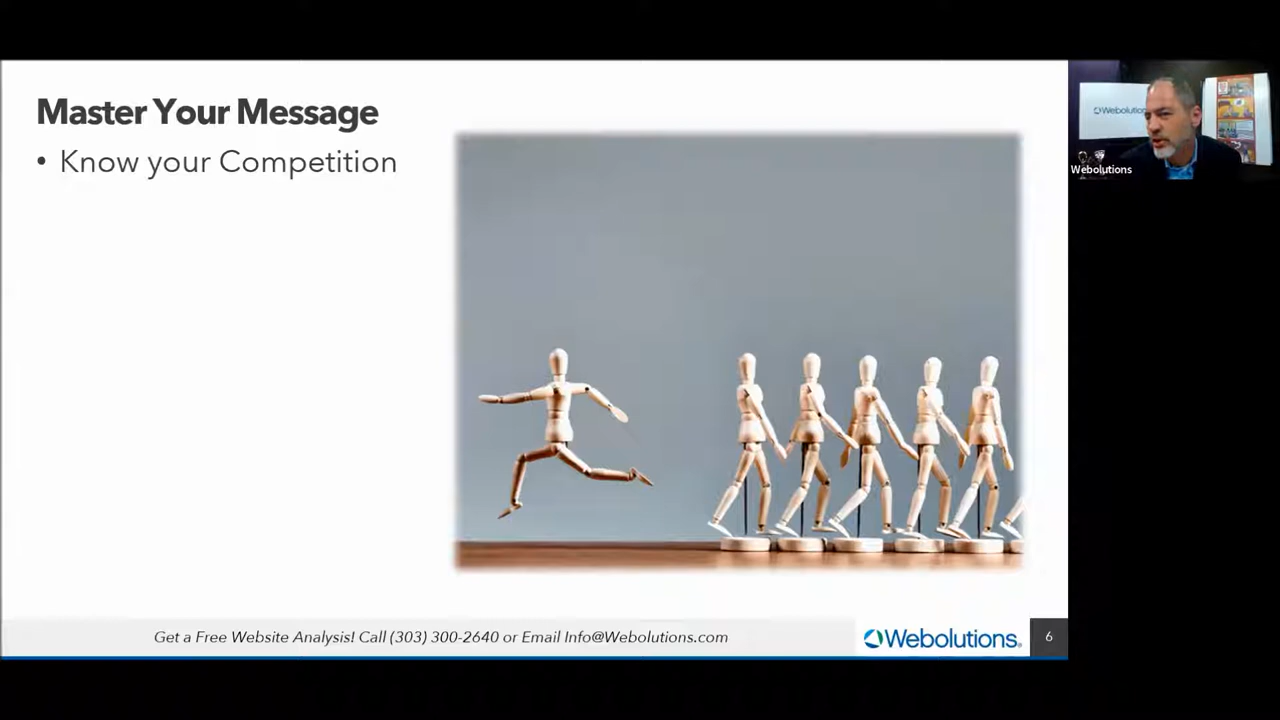 Master Your Message
• Know your Competition
Webolutions
Webolutions
Get a Free Website Analysis! Call (303) 300-2640 or Email Info@Webolutions.com
Webolutions.
6